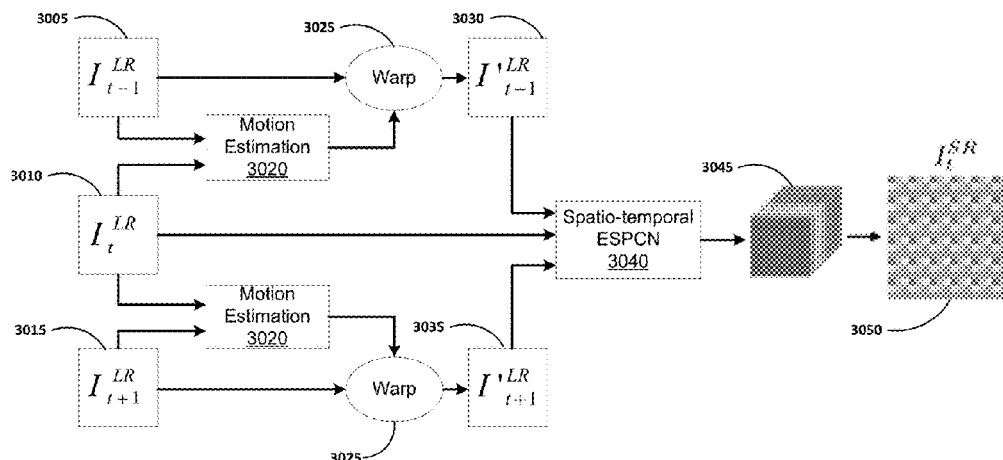 3005
I LR t-1
3025
Warp
3030
I' LR t-1
Motion
Estimation
3020
3010
I LR t
Spatio-temporal
ESPCN
3040
3045
I SR t
3050
Motion
Estimation
3020
3015
I LR t+1
Warp
3025
3035
I' LR t+1